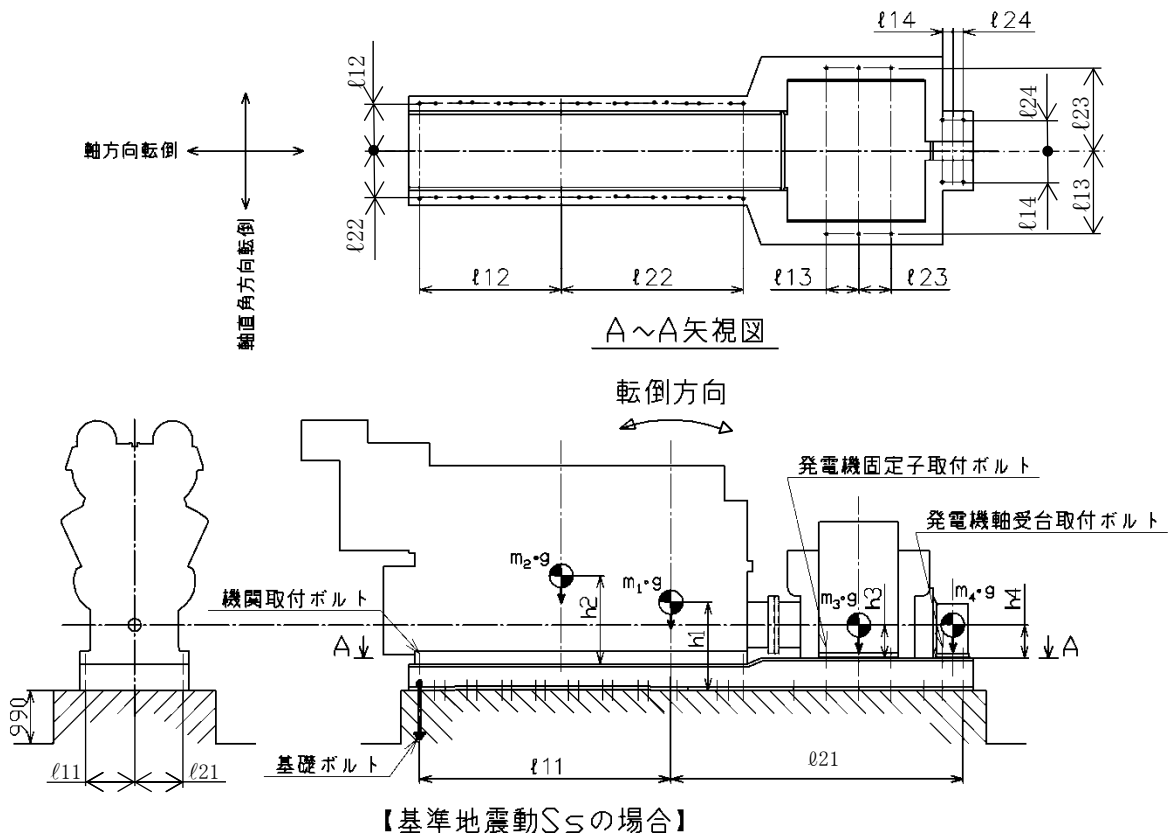 ℓ14
ℓ24
ℓ12
ℓ22
軸方向転倒
軸直角方向転倒
ℓ24
ℓ23
ℓ14
ℓ13
ℓ12
ℓ22
ℓ13
ℓ23
A~A矢視図
転倒方向
発電機固定子取付ボルト
発電機軸受台取付ボルト
機関取付ボルト
m₂・g
m₁・g
m₃・g
m₄・g
h2
h1
h3
h4
A
A
990
基礎ボルト
ℓ11
ℓ21
ℓ11
ℓ21
【基準地震動Ssの場合】